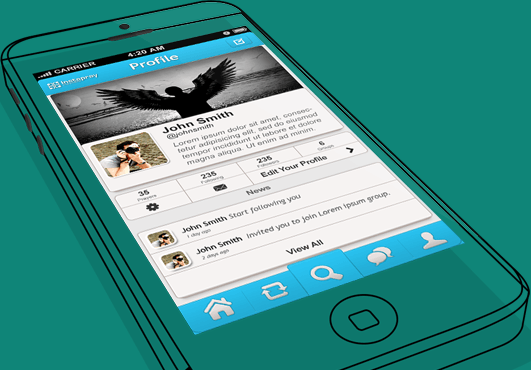 CARRIER
4:20 AM
Instapray
Profile
John Smith
@johnsmith
Lorem ipsum dolor sit amet, consec-
tetur adipisicing elit, sed do eiusmod
tempor incididunt ut labore et dolore
magna aliqua. Ut enim ad minim.
35
Prayers
235
Following
235
Followers
6
Groups
Edit Your Profile
News
John Smith Start following you
1 day ago
John Smith Invited you to join Lorem Ipsum group.
2 days ago
View All